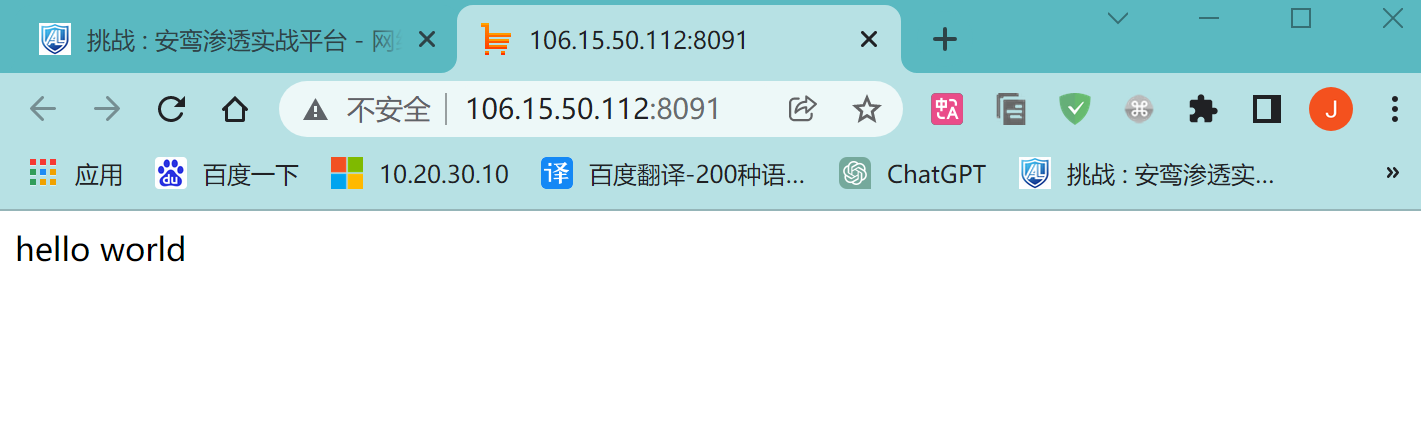 挑战 : 安鸾渗透实战平台 - 网
106.15.50.112:8091
不安全
106.15.50.112:8091
J
应用
百度一下
10.20.30.10
百度翻译-200种语...
ChatGPT
挑战 : 安鸾渗透实...
»
hello world